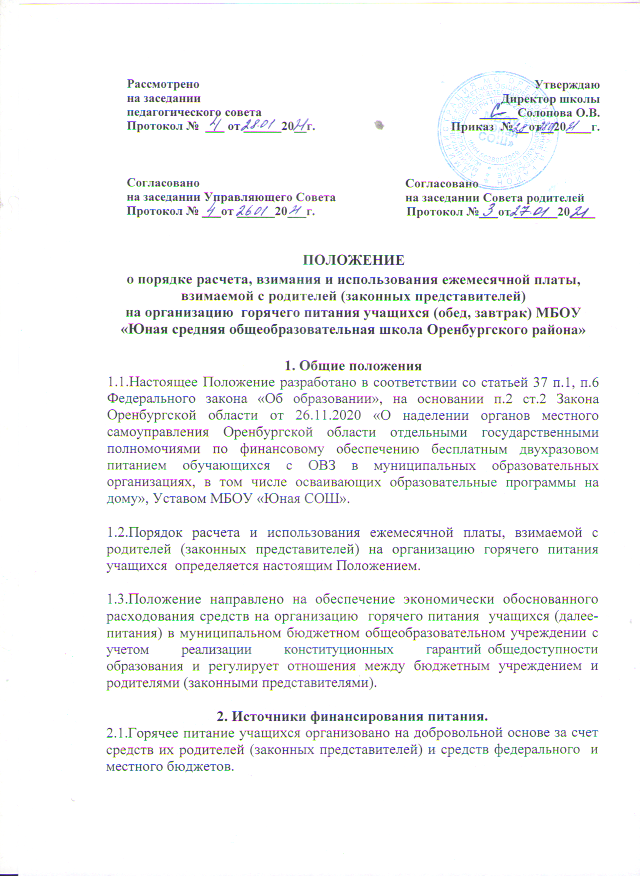 Рассмотрено
на заседании
педагогического совета
Протокол № 4 от 2801 2021г.
Утверждаю
Директор школы
Солопова О.В.
Приказ № 28 от 2021 г.
Согласовано
на заседании Управляющего Совета
Протокол № 4 от 2601 2021г.
Согласовано
на заседании Совета родителей
Протокол № 3 от 27 01 2021
ПОЛОЖЕНИЕ
о порядке расчета, взимания и использования ежемесячной платы,
взимаемой с родителей (законных представителей)
на организацию горячего питания учащихся (обед, завтрак) МБОУ
«Юная средняя общеобразовательная школа Оренбургского района»
1. Общие положения
1.1.Настоящее Положение разработано в соответствии со статьей 37 п.1, п.6
Федерального закона «Об образовании», на основании п.2 ст.2 Закона
Оренбургской области от 26.11.2020 «О наделении органов местного
самоуправления Оренбургской области отдельными государственными
полномочиями по финансовому обеспечению бесплатным двухразовом
питанием обучающихся с ОВЗ в муниципальных образовательных
организациях, в том числе осваивающих образовательные программы на
дому», Уставом МБОУ «Юная СОШ».
1.2.Порядок расчета и использования ежемесячной платы, взимаемой с
родителей (законных представителей) на организацию горячего питания
учащихся определяется настоящим Положением.
1.3.Положение направлено на обеспечение экономически обоснованного
расходования средств на организацию горячего питания учащихся (далее-
питания) в муниципальном бюджетном общеобразовательном учреждении с
учетом реализации конституционных гарантий общедоступности
образования и регулирует отношения между бюджетным учреждением и
родителями (законными представителями).
2. Источники финансирования питания.
2.1.Горячее питание учащихся организовано на добровольной основе за счет
средств их родителей (законных представителей) и средств федерального и
местного бюджетов.